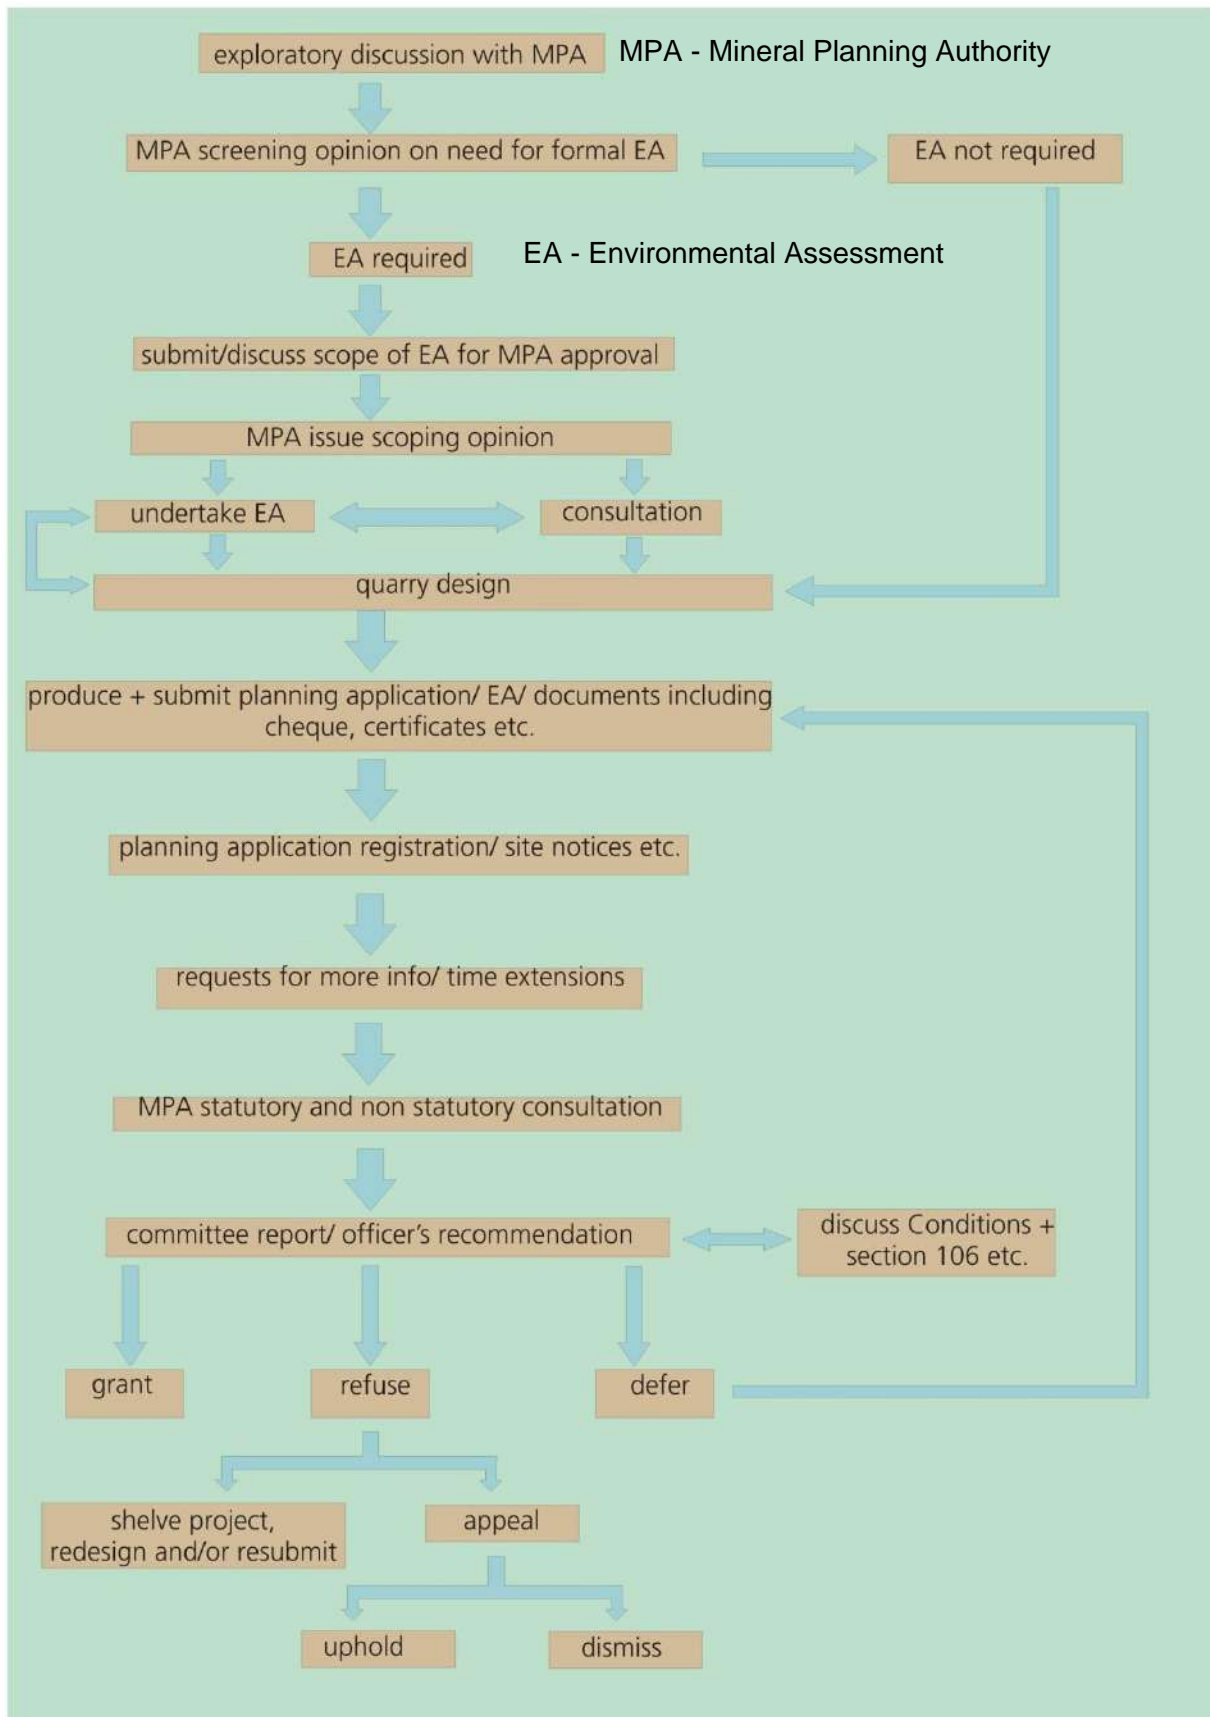 exploratory discussion with MPA
MPA - Mineral Planning Authority
MPA screening opinion on need for formal EA
EA not required
EA required
EA - Environmental Assessment
submit/discuss scope of EA for MPA approval
MPA issue scoping opinion
undertake EA
consultation
quarry design
produce + submit planning application/ EA/ documents including
cheque, certificates etc.
planning application registration/ site notices etc.
requests for more info/ time extensions
MPA statutory and non statutory consultation
committee report/ officer's recommendation
discuss Conditions +
section 106 etc.
grant
refuse
defer
shelve project,
redesign and/or resubmit
appeal
uphold
dismiss